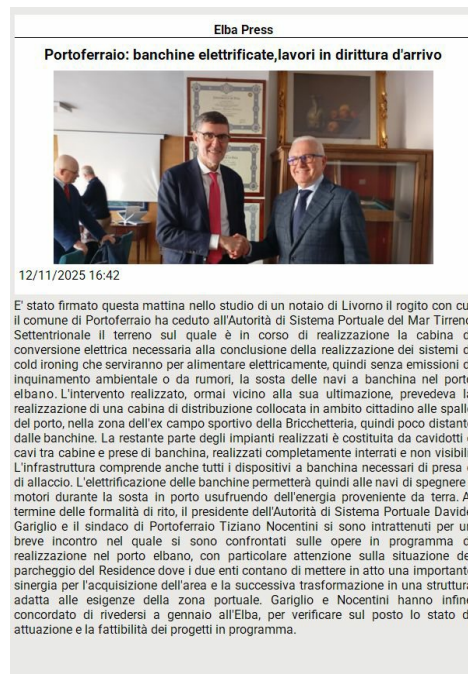 Elba Press
Portoferraio: banchine elettrificate,lavori in dirittura d'arrivo
12/11/2025 16:42
E' stato firmato questa mattina nello studio di un notaio di Livorno il rogito con cu
il comune di Portoferraio ha ceduto all'Autorità di Sistema Portuale del Mar Tirreno
Settentrionale il terreno sul quale è in corso di realizzazione la cabina d
conversione elettrica necessaria alla conclusione della realizzazione dei sistemi d
cold ironing che serviranno per alimentare elettricamente, quindi senza emissioni d
inquinamento ambientale o da rumori, la sosta delle navi a banchina nel porto
elbano. L'intervento realizzato, ormai vicino alla sua ultimazione, prevedeva la
realizzazione di una cabina di distribuzione collocata in ambito cittadino alle spalle
del porto, nella zona dell'ex campo sportivo della Bricchetteria, quindi poco distante
dalle banchine. La restante parte degli impianti realizzati è costituita da cavidotti e
cavi tra cabine e prese di banchina, realizzati completamente interrati e non visibili
L'infrastruttura comprende anche tutti i dispositivi a banchina necessari di presa e
di allaccio. L'elettrificazione delle banchine permetterà quindi alle navi di spegnere i
motori durante la sosta in porto usufruendo dell'energia proveniente da terra. A
termine delle formalità di rito, il presidente dell'Autorità di Sistema Portuale Davide
Gariglio e il sindaco di Portoferraio Tiziano Nocentini si sono intrattenuti per un
breve incontro nel quale si sono confrontati sulle opere in programma d
realizzazione nel porto elbano, con particolare attenzione sulla situazione de
parcheggio del Residence dove i due enti contano di mettere in atto una importante
sinergia per l'acquisizione dell'area e la successiva trasformazione in una struttura
adatta alle esigenze della zona portuale. Gariglio e Nocentini hanno infine
concordato di rivedersi a gennaio all'Elba, per verificare sul posto lo stato d
attuazione e la fattibilità dei progetti in programma.